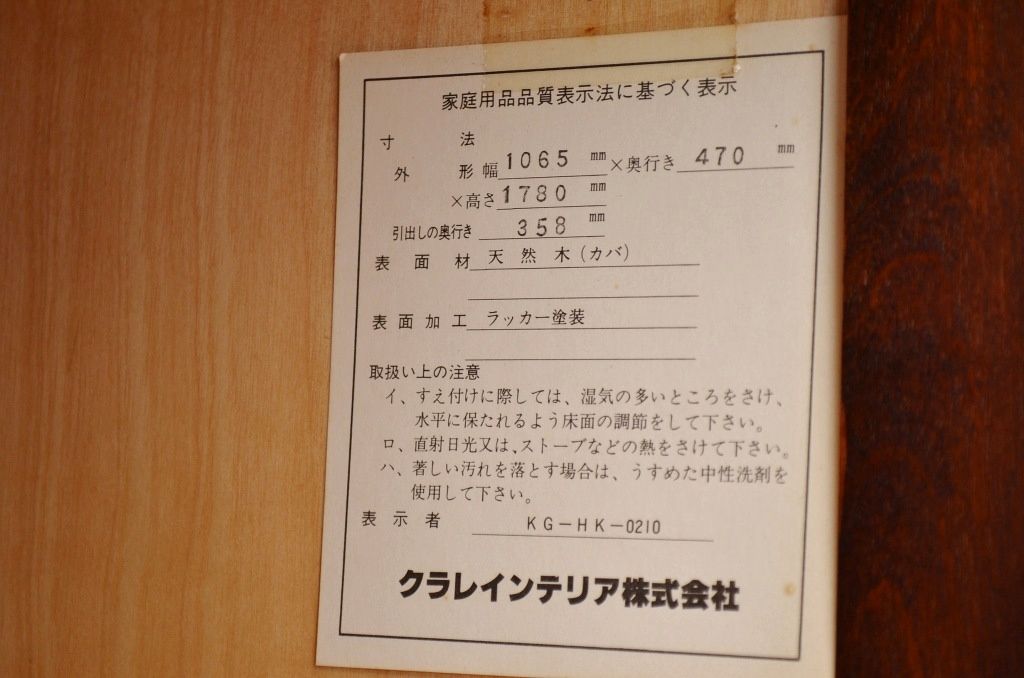 家庭用品品質表示法に基づく表示
寸法
外形 幅 1065 mm ×奥行き 470 mm
×高さ 1780 mm
引出しの奥行き 358 mm
表面材 天然木(カバ)
表面加工 ラッカー塗装
取扱い上の注意
イ、すえ付けに際しては、湿気の多いところをさけ、
水平に保たれるよう床面の調節をして下さい。
ロ、直射日光又は、ストーブなどの熱をさけて下さい。
ハ、著しい汚れを落とす場合は、うすめた中性洗剤を
使用して下さい。
表示者 KG-HK-0210
クラレインテリア株式会社